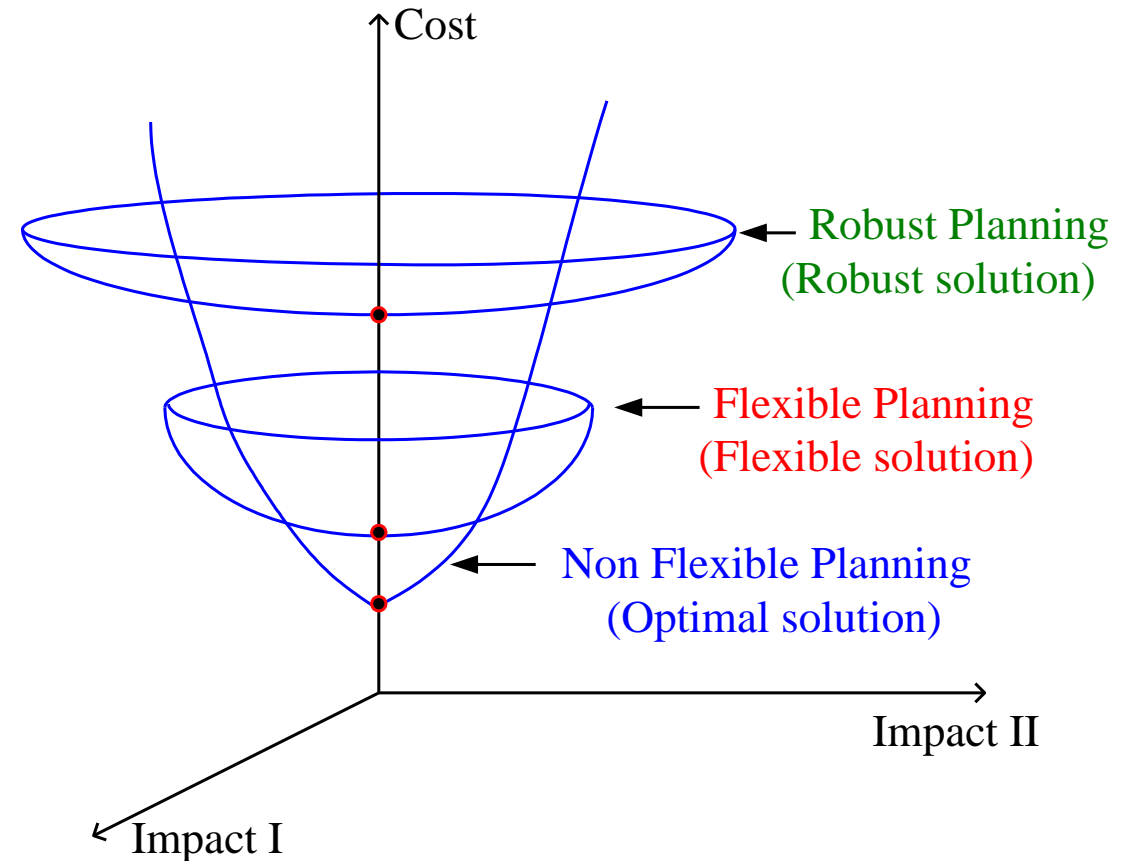 Cost
Robust Planning
(Robust solution)
Flexible Planning
(Flexible solution)
Non Flexible Planning
(Optimal solution)
Impact II
Impact I